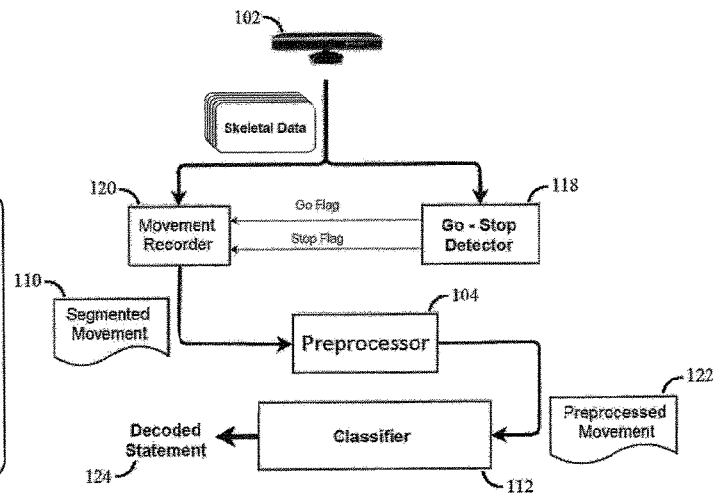 102
Skeletal Data
120
118
Movement
Recorder
Go Flag
Stop Flag
Go - Stop
Detector
110
Segmented
Movement
104
Preprocessor
122
Preprocessed
Movement
Decoded
Statement
124
Classifier
112